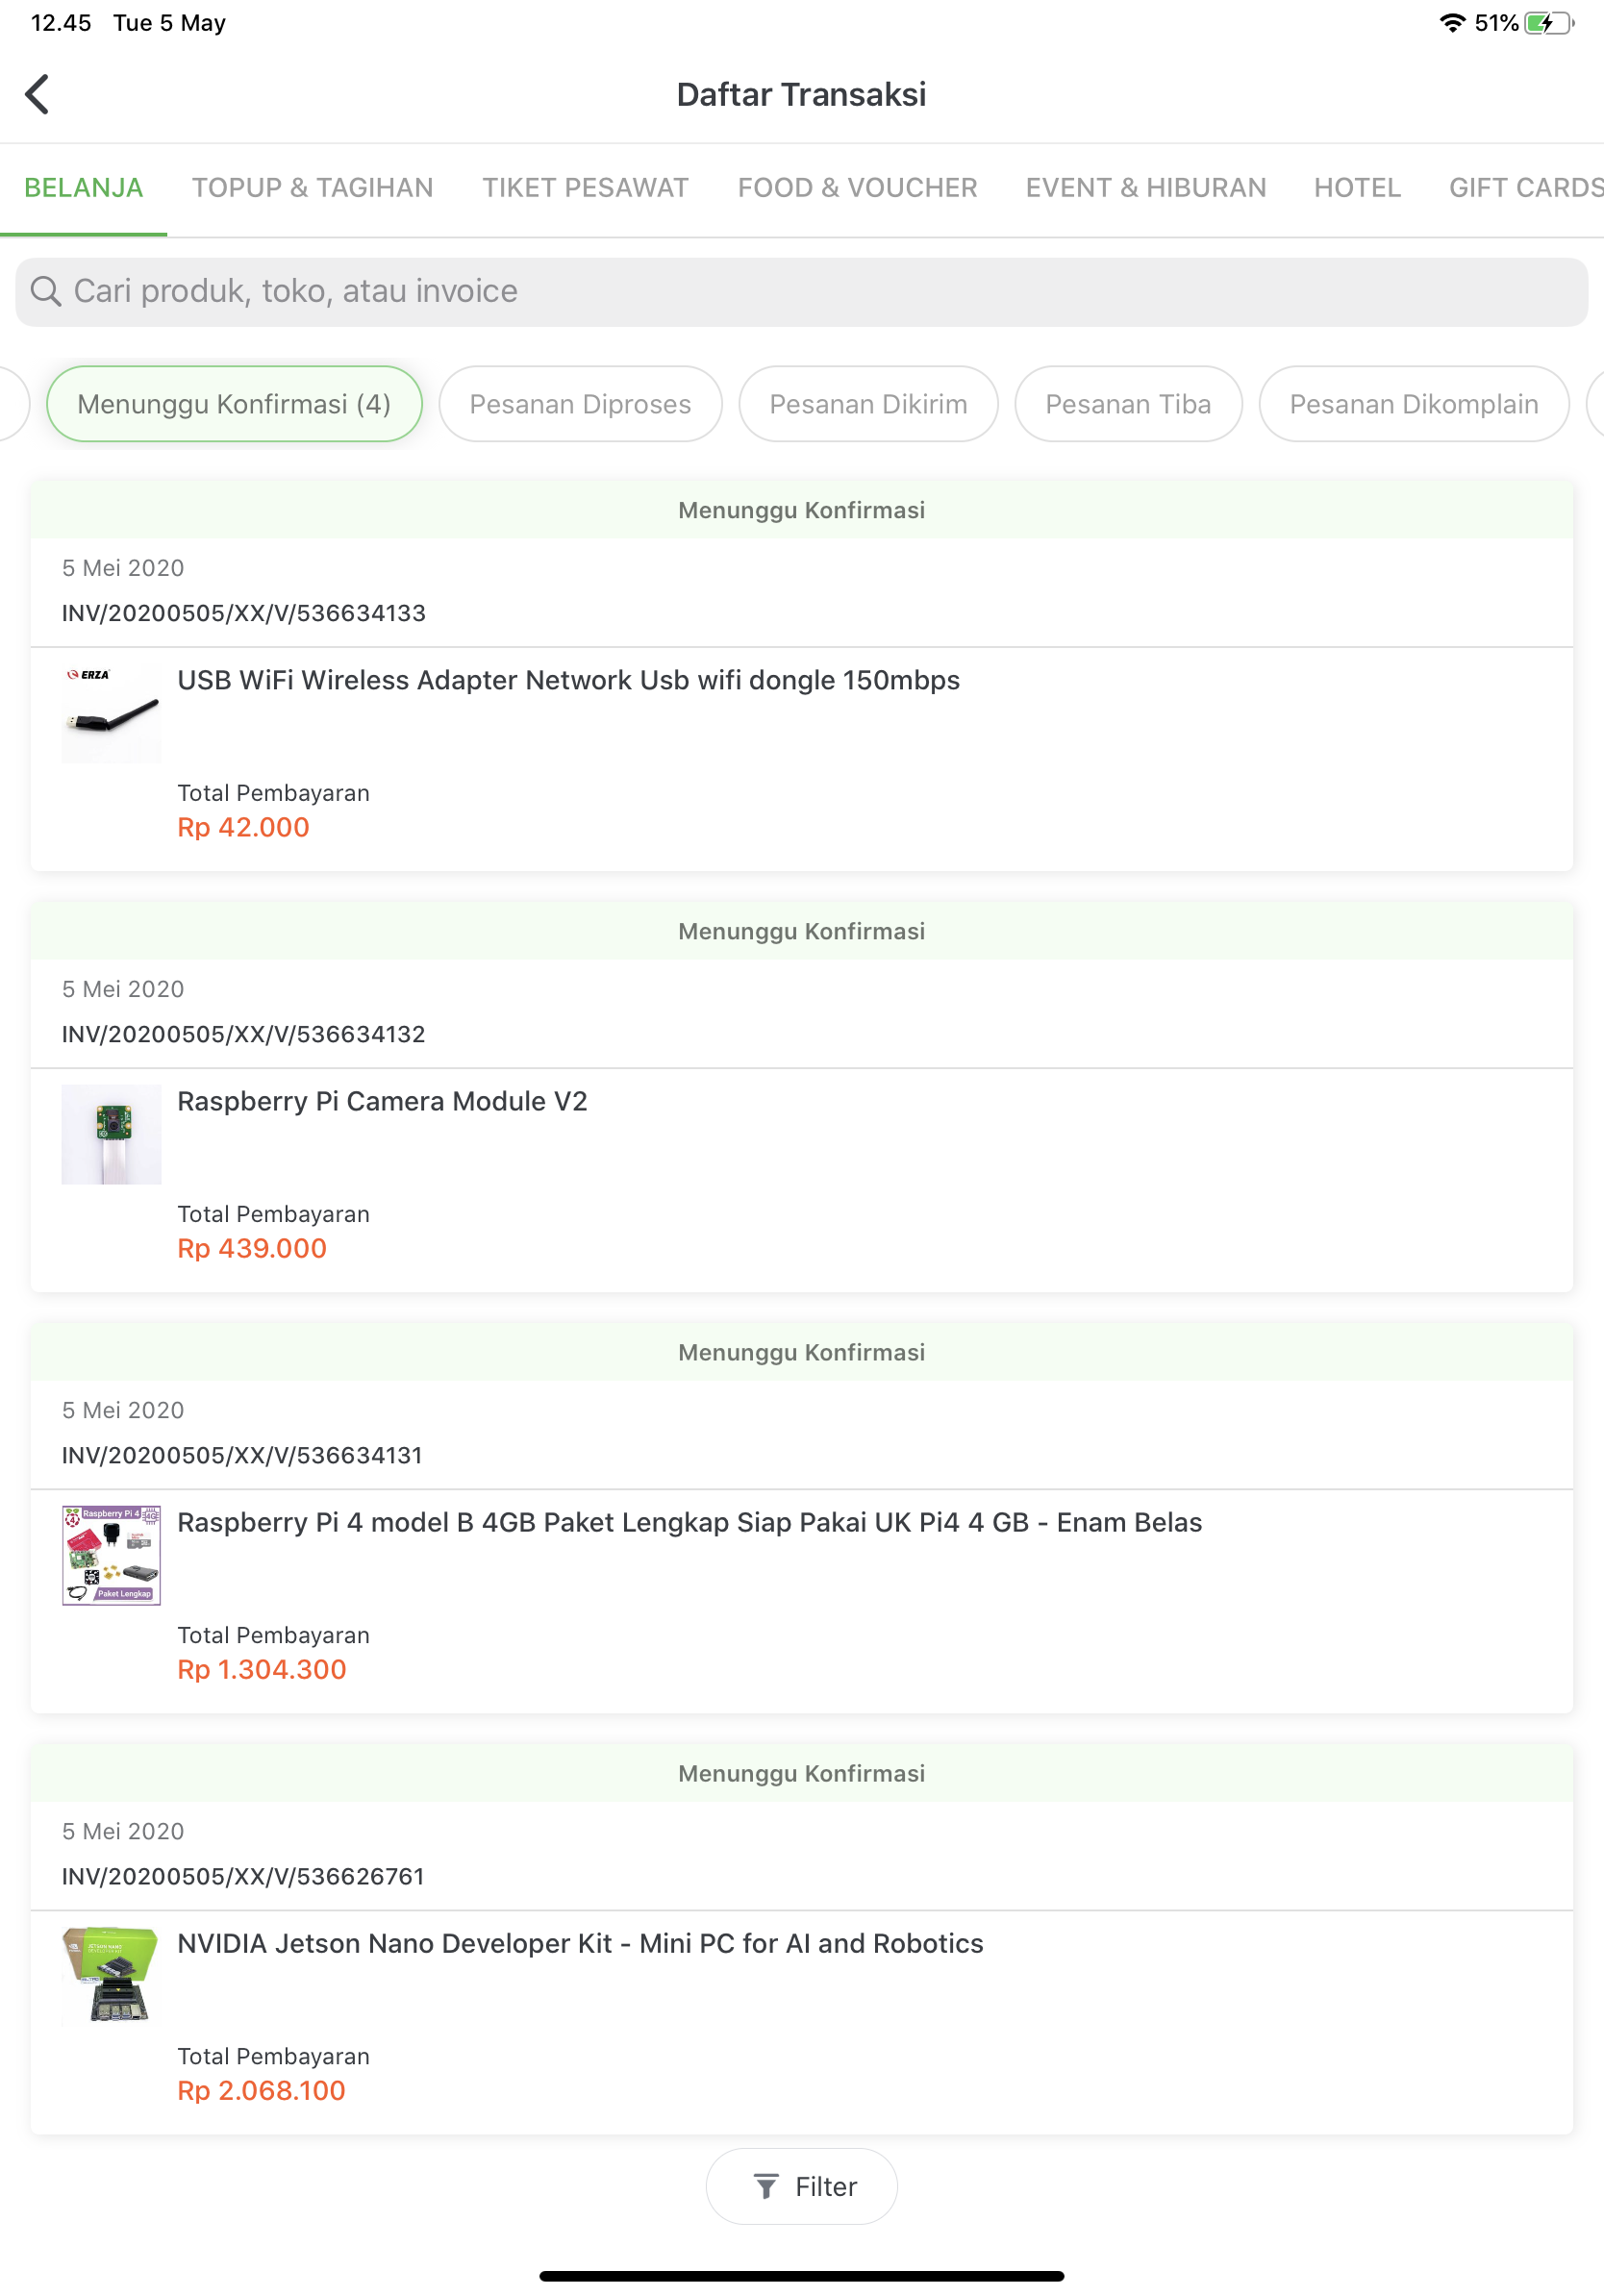 12.45 Tue 5 May 51%
Daftar Transaksi
BELANJA TOPUP & TAGIHAN TIKET PESAWAT FOOD & VOUCHER EVENT & HIBURAN HOTEL GIFT CARDS
Cari produk, toko, atau invoice
Menunggu Konfirmasi (4) Pesanan Diproses Pesanan Dikirim Pesanan Tiba Pesanan Dikomplain
Menunggu Konfirmasi
5 Mei 2020
INV/20200505/XX/V/536634133
ERZA
USB WiFi Wireless Adapter Network Usb wifi dongle 150mbps
Total Pembayaran
Rp 42.000
Menunggu Konfirmasi
5 Mei 2020
INV/20200505/XX/V/536634132
Raspberry Pi Camera Module V2
Total Pembayaran
Rp 439.000
Menunggu Konfirmasi
5 Mei 2020
INV/20200505/XX/V/536634131
Raspberry Pi 4 4G
4
Paket Lengkap
Raspberry Pi 4 model B 4GB Paket Lengkap Siap Pakai UK Pi4 4 GB - Enam Belas
Total Pembayaran
Rp 1.304.300
Menunggu Konfirmasi
5 Mei 2020
INV/20200505/XX/V/536626761
JETSON NANO
DEVELOPER KIT
NVIDIA Jetson Nano Developer Kit - Mini PC for AI and Robotics
Total Pembayaran
Rp 2.068.100
Filter